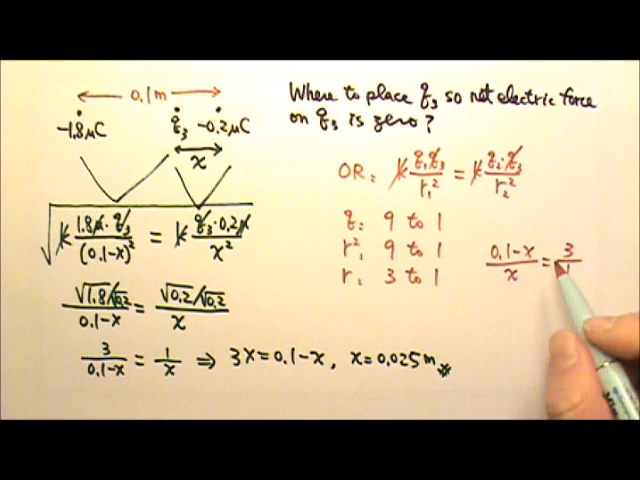 0.1m
-1.8μC q₃ -0.2μC
x
√ k 1.8μ·q₃/(0.1-x)² = k q₃·0.2μ/x²
√1.8/√0.2/0.1-x = √0.2/√0.2/x
3/0.1-x = 1/x ⇒ 3x=0.1-x, x=0.025m
Where to place q₃ so net electric force
on q₃ is zero?
OR: k q₁q₃/r₁² = k q₂·q₃/r₂²
q: 9 to 1
r²: 9 to 1
r: 3 to 1
0.1-x/x = 3/1